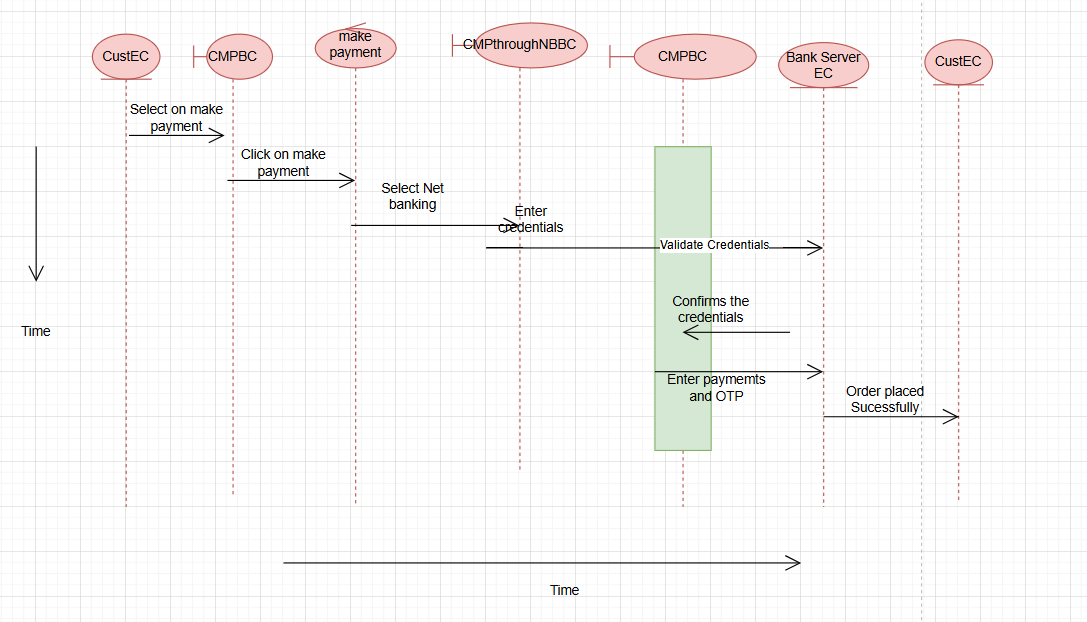 CustEC
CMPBC
make
payment
CMPthroughNBBC
CMPBC
Bank Server
EC
CustEC
Select on make
payment
Click on make
payment
Select Net
banking
Enter
credentials
Validate Credentials
Confirms the
credentials
Time
Enter paymemts
and OTP
Order placed
Sucessfully
Time